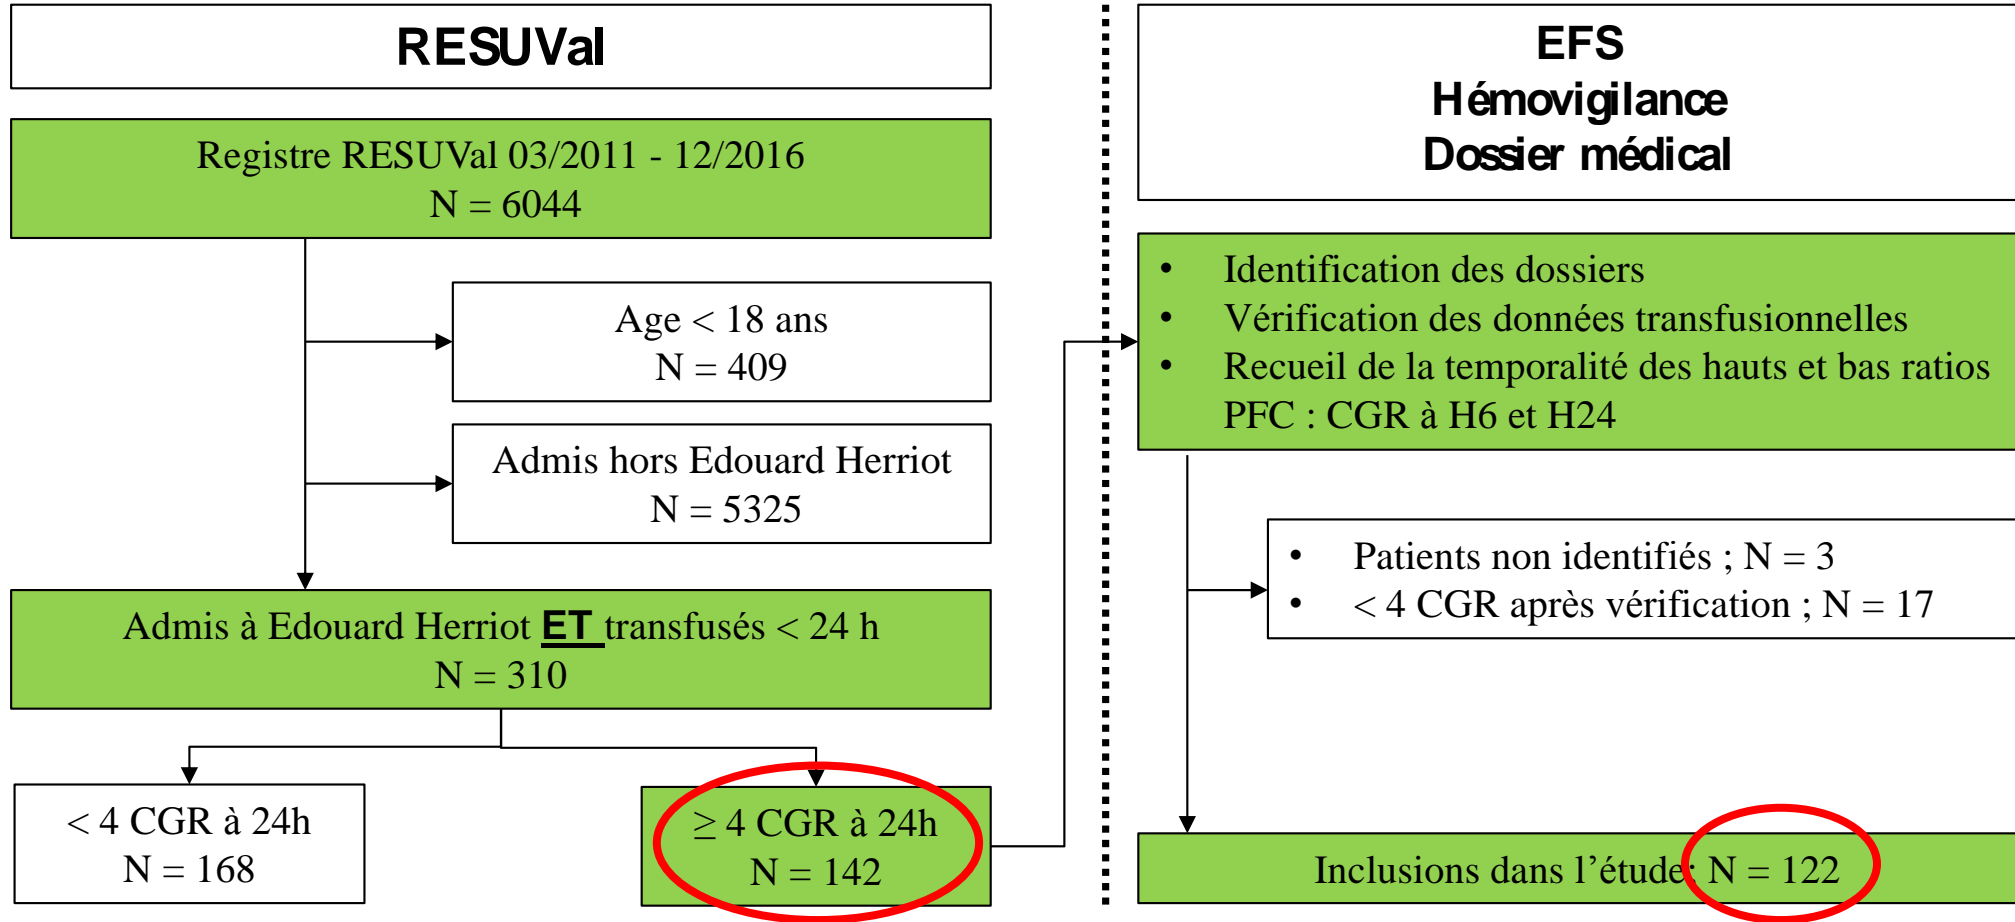 RESUVal
Registre RESUVal 03/2011 - 12/2016
N = 6044
Age < 18 ans
N = 409
Admis hors Edouard Herriot
N = 5325
Admis à Edouard Herriot ET transfusés < 24 h
N = 310
< 4 CGR à 24h
N = 168
≥ 4 CGR à 24h
N = 142
EFS
Hémovigilance
Dossier médical
• Identification des dossiers
• Vérification des données transfusionnelles
• Recueil de la temporalité des hauts et bas ratios
PFC : CGR à H6 et H24
• Patients non identifiés ; N = 3
• < 4 CGR après vérification ; N = 17
Inclusions dans l’étude: N = 122